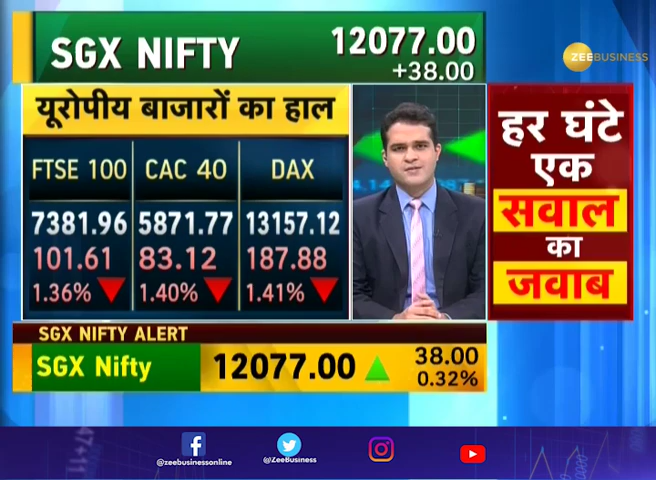 SGX NIFTY
12077.00
+38.00
ZEEBUSINESS
यूरोपीय बाजारों का हाल
FTSE 100
CAC 40
DAX
7381.96
5871.77
13157.12
101.61
83.12
187.88
1.36%
1.40%
1.41%
हर घंटे
एक
सवाल
का
जवाब
SGX NIFTY ALERT
SGX Nifty
12077.00
38.00
0.32%
@zeebusinessonline
@ZeeBusiness